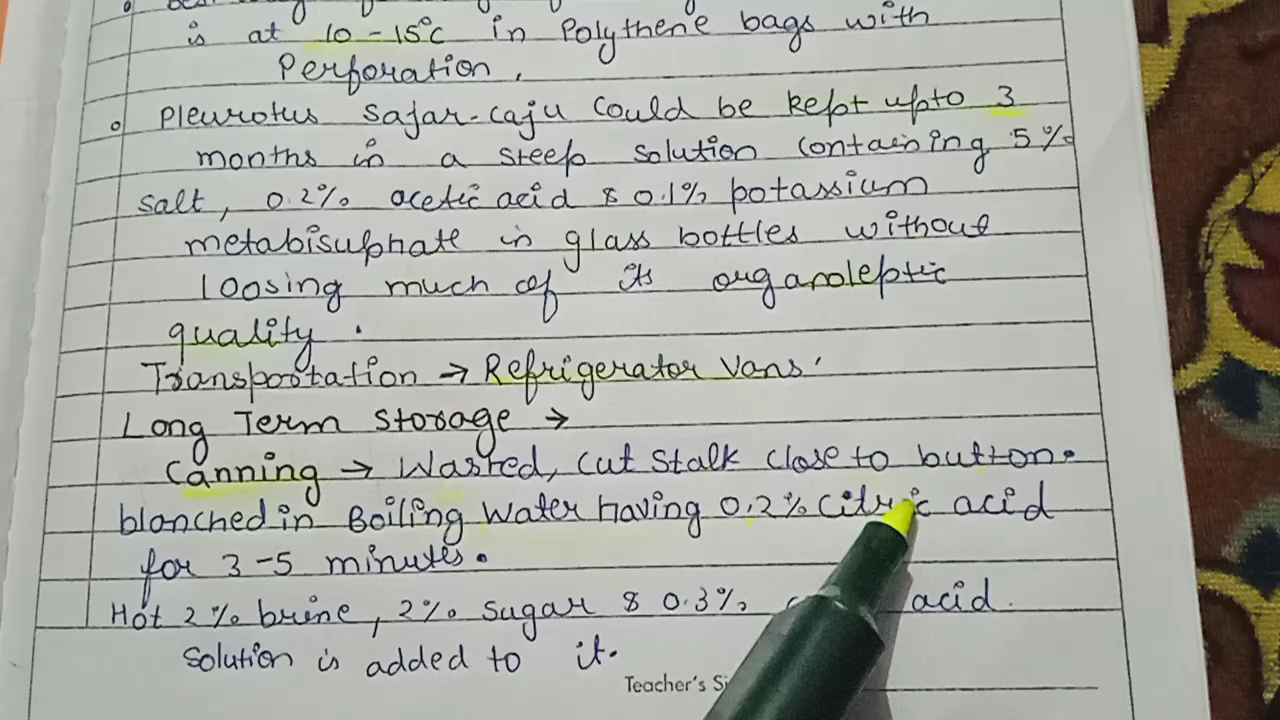 is at 10-15°C in Polythene bags with
Perforation.
Pleurotus Sajar-caju could be kept upto 3
months in a steep solution containing 5%
salt, 0.2% acetic acid & 0.1% potassium
metabisuphate in glass bottles without
loosing much of its organoleptic
quality.
Transportation → Refrigerator Vans.
Long Term Storage →
Canning → Wasted, cut stalk close to button.
blanched in Boiling Water having 0.2% Citric acid
for 3-5 minutes.
Hot 2% brine, 2% sugar & 0.3% acid.
solution is added to it.
Teacher's